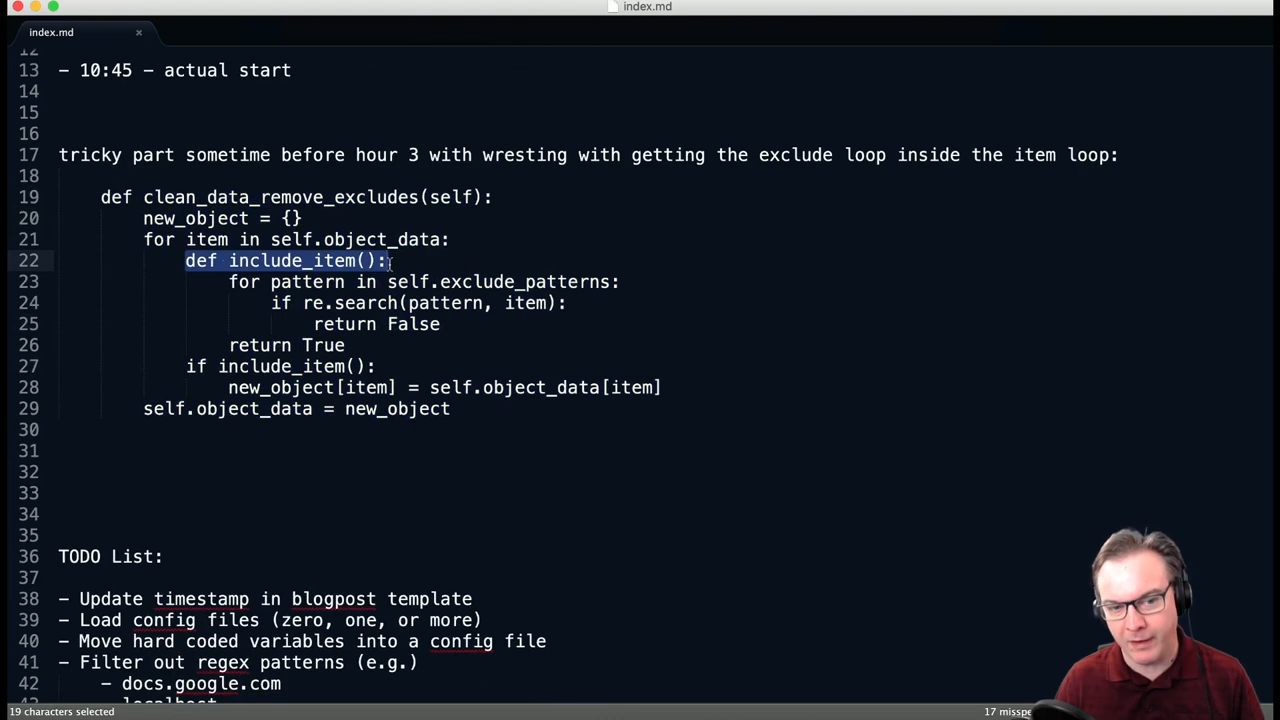 index.md
index.md ×
12
13 - 10:45 - actual start
14
15
16
17 tricky part sometime before hour 3 with wresting with getting the exclude loop inside the item loop:
18
19 def clean_data_remove_excludes(self):
20 new_object = {}
21 for item in self.object_data:
22 def include_item():
23 for pattern in self.exclude_patterns:
24 if re.search(pattern, item):
25 return False
26 return True
27 if include_item():
28 new_object[item] = self.object_data[item]
29 self.object_data = new_object
30
31
32
33
34
35
36 TODO List:
37
38 - Update timestamp in blogpost template
39 - Load config files (zero, one, or more)
40 - Move hard coded variables into a config file
41 - Filter out regex patterns (e.g.)
42 - docs.google.com
43 - localhost
19 characters selected
17 misspe